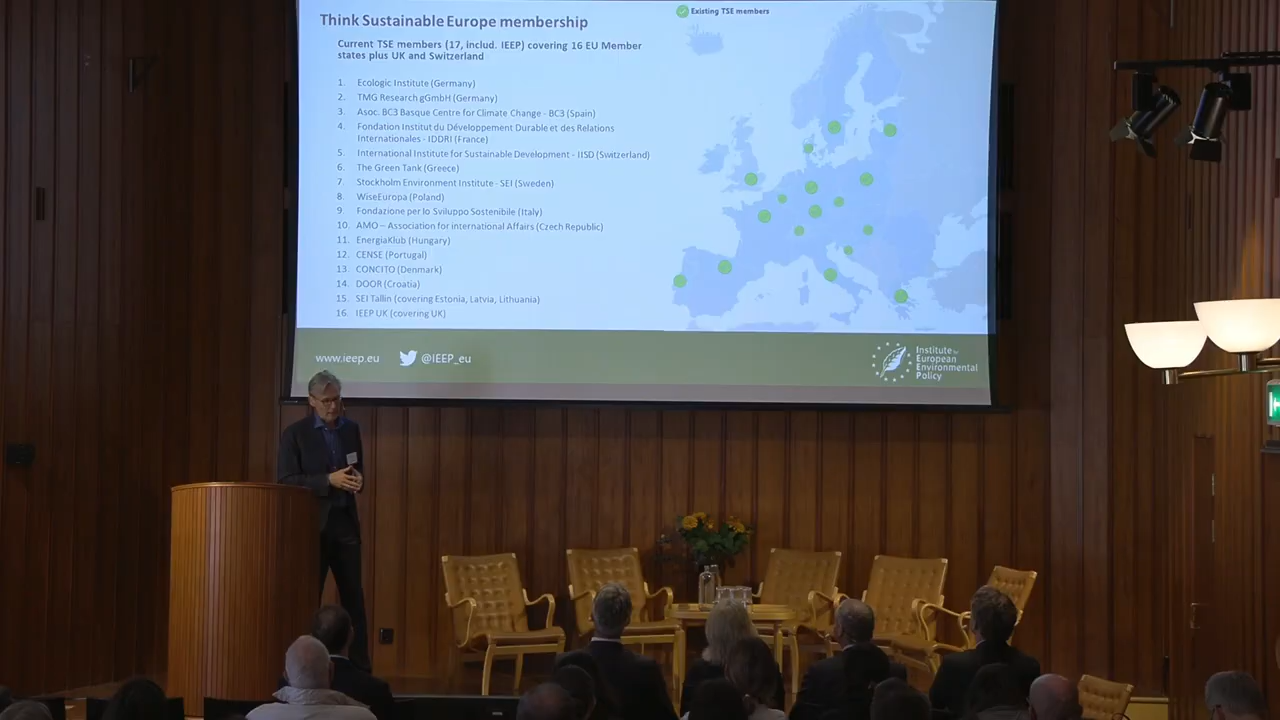 Think Sustainable Europe membership
Existing TSE members
Current TSE members (17, includ. IEEP) covering 16 EU Member
states plus UK and Switzerland
1. Ecologic Institute (Germany)
2. TMG Research gGmbH (Germany)
3. Asoc. BC3 Basque Centre for Climate Change - BC3 (Spain)
4. Fondation Institut du Développement Durable et des Relations
Internationales - IDDRI (France)
5. International Institute for Sustainable Development - IISD (Switzerland)
6. The Green Tank (Greece)
7. Stockholm Environment Institute - SEI (Sweden)
8. WiseEuropa (Poland)
9. Fondazione per lo Sviluppo Sostenibile (Italy)
10. AMO – Association for international Affairs (Czech Republic)
11. EnergiaKlub (Hungary)
12. CENSE (Portugal)
13. CONCITO (Denmark)
14. DOOR (Croatia)
15. SEI Tallin (covering Estonia, Latvia, Lithuania)
16. IEEP UK (covering UK)
www.ieep.eu @IEEP_eu
Institute for
European
Environmental
Policy